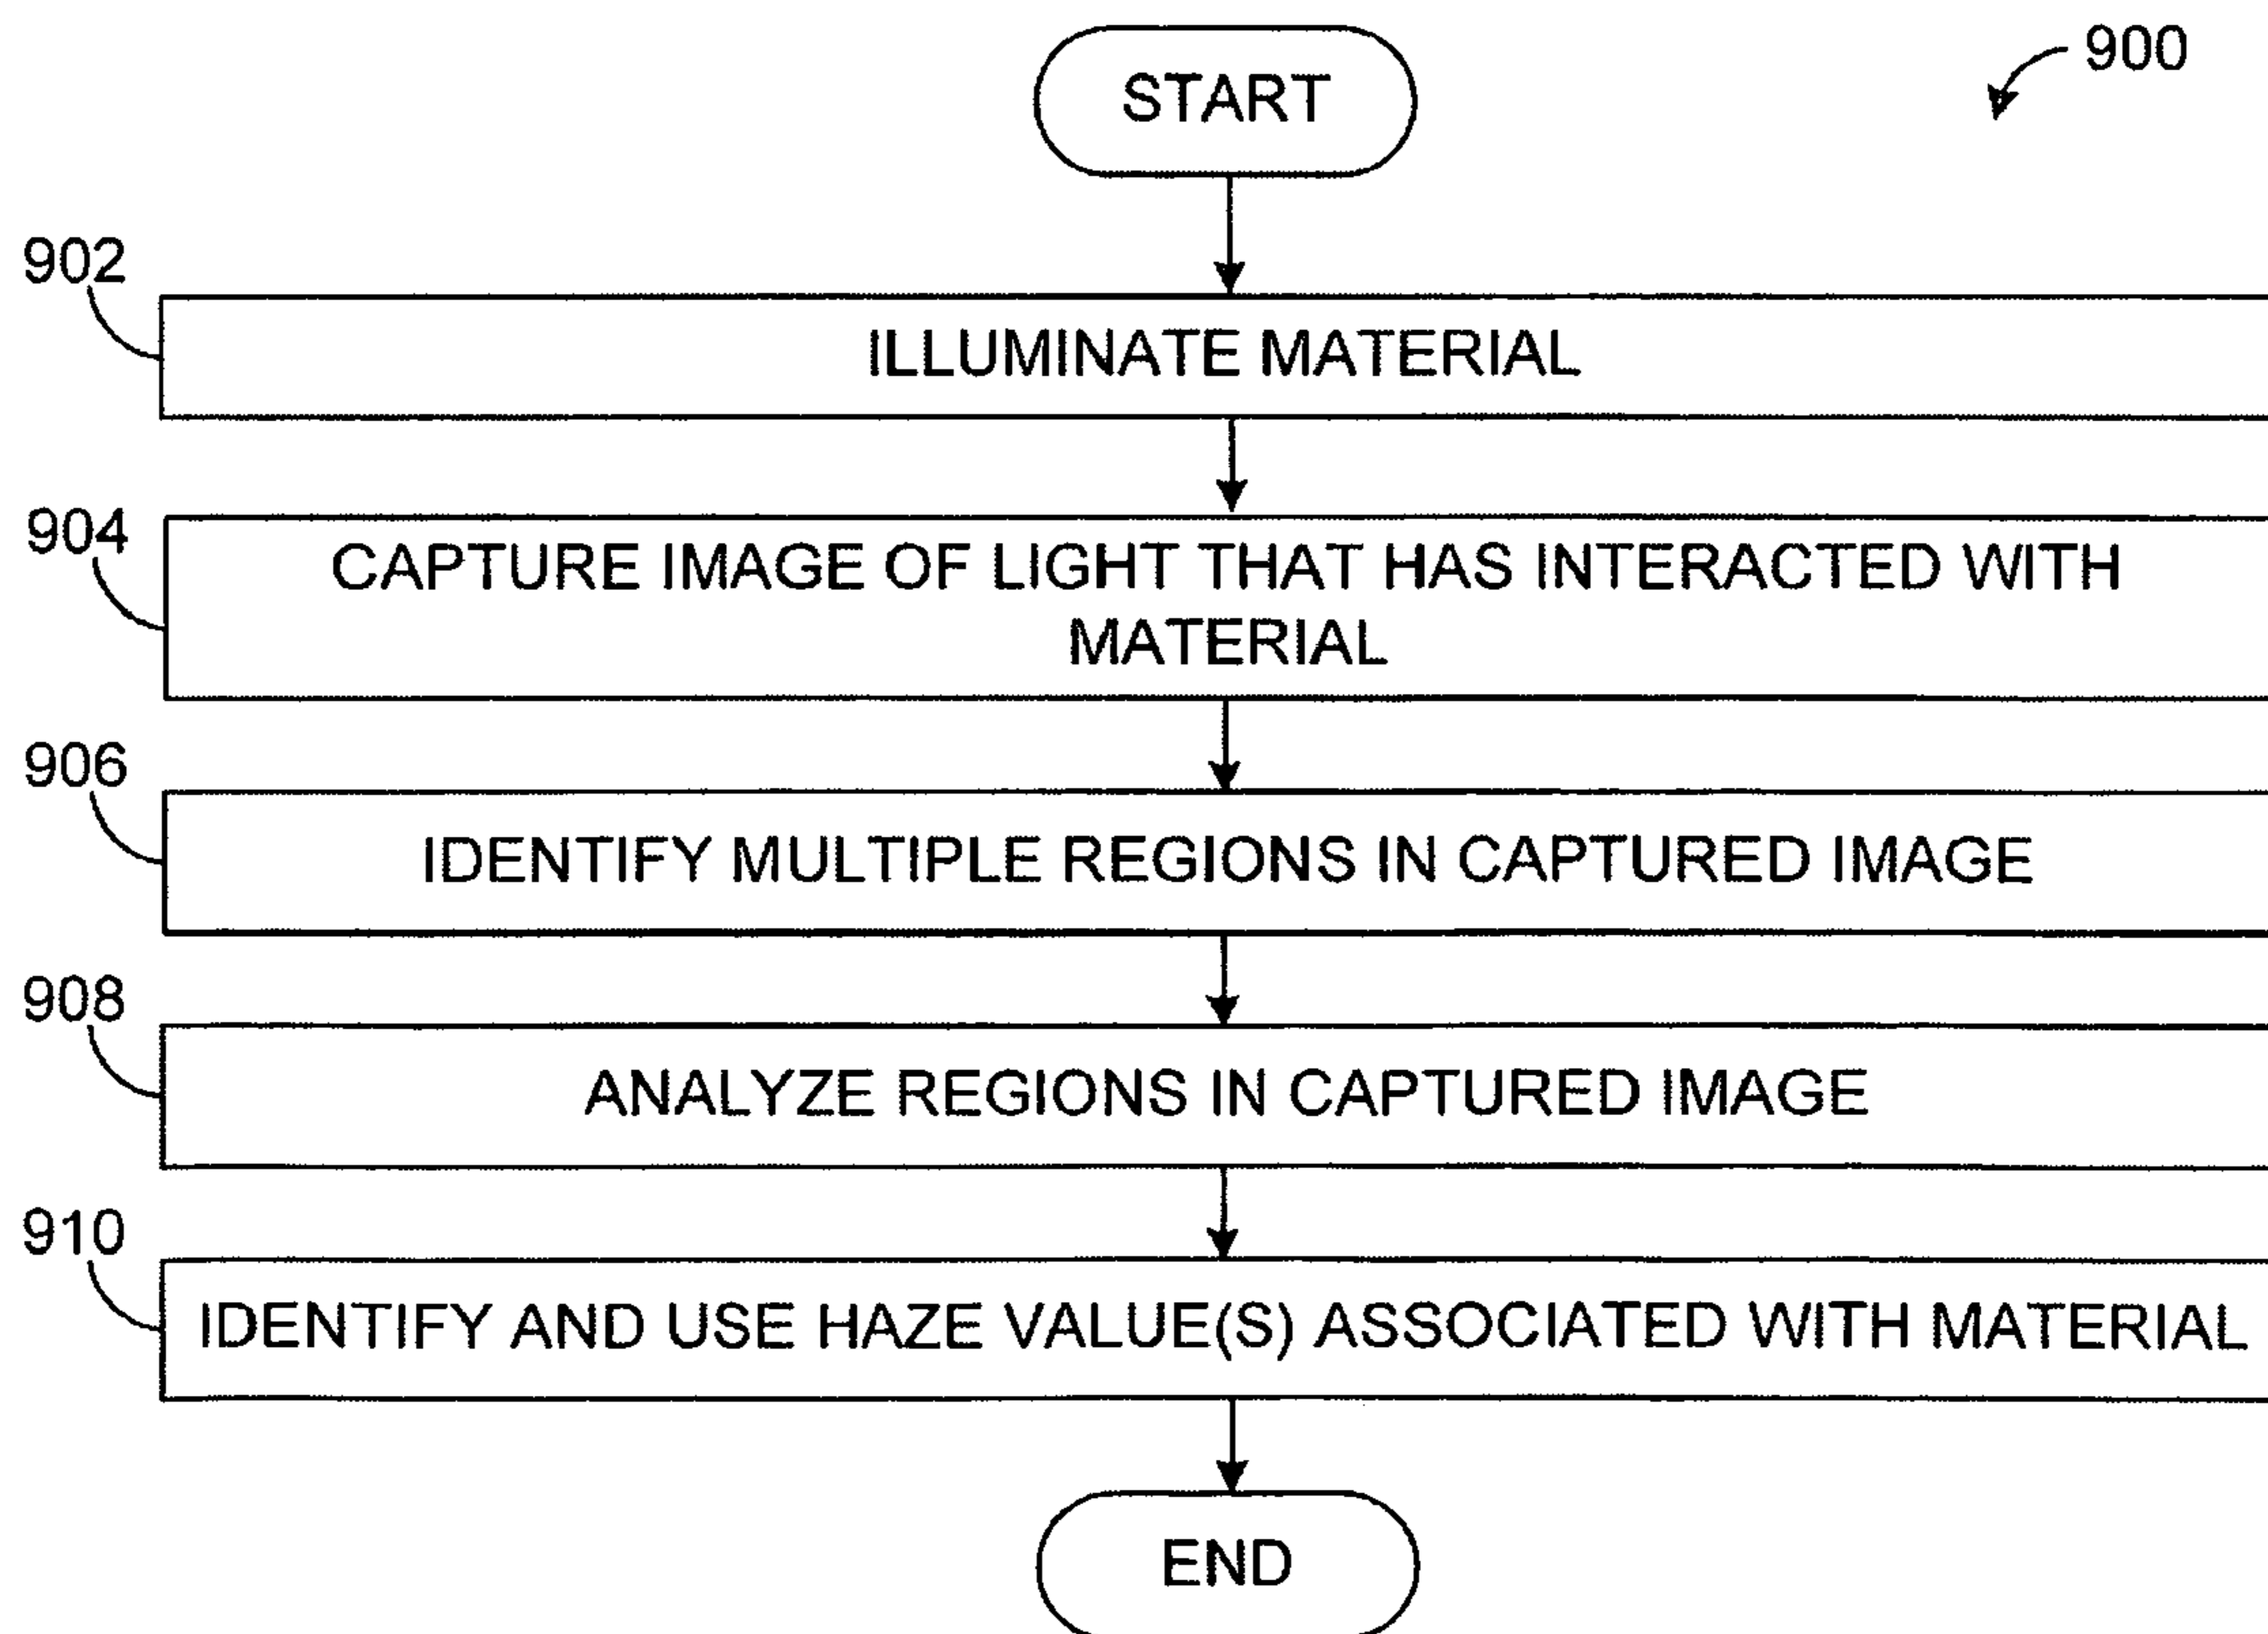 START
900
902
ILLUMINATE MATERIAL
904
CAPTURE IMAGE OF LIGHT THAT HAS INTERACTED WITH
MATERIAL
906
IDENTIFY MULTIPLE REGIONS IN CAPTURED IMAGE
908
ANALYZE REGIONS IN CAPTURED IMAGE
910
IDENTIFY AND USE HAZE VALUE(S) ASSOCIATED WITH MATERIAL
END